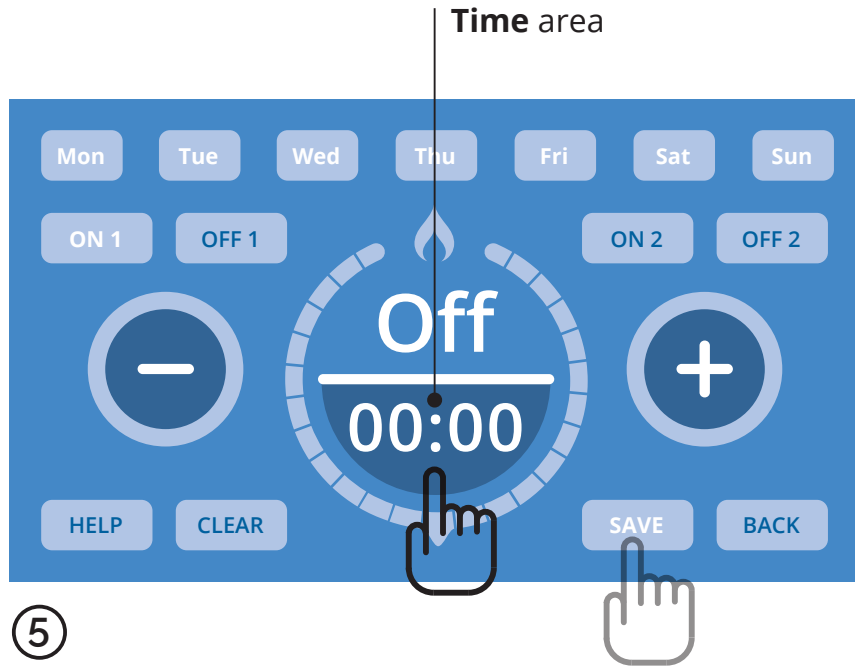 Time area
Mon Tue Wed Thu Fri Sat Sun
ON 1 OFF 1 ON 2 OFF 2
Off
00:00
HELP CLEAR SAVE BACK
5